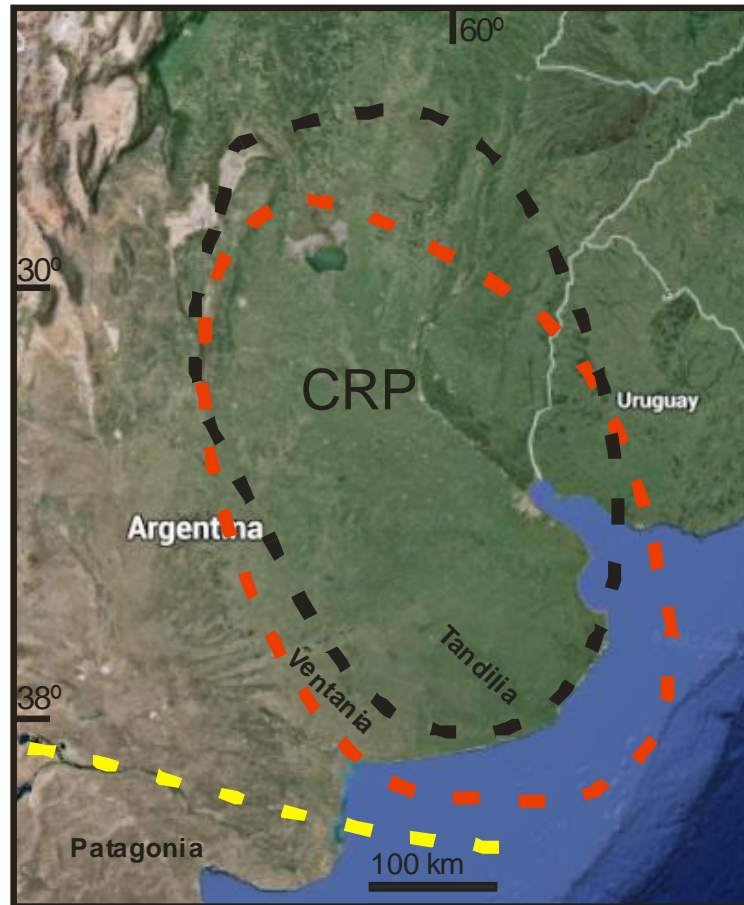 60º
30º
CRP
Uruguay
Argentina
Tandilia
Ventania
38º
Patagonia
100 km